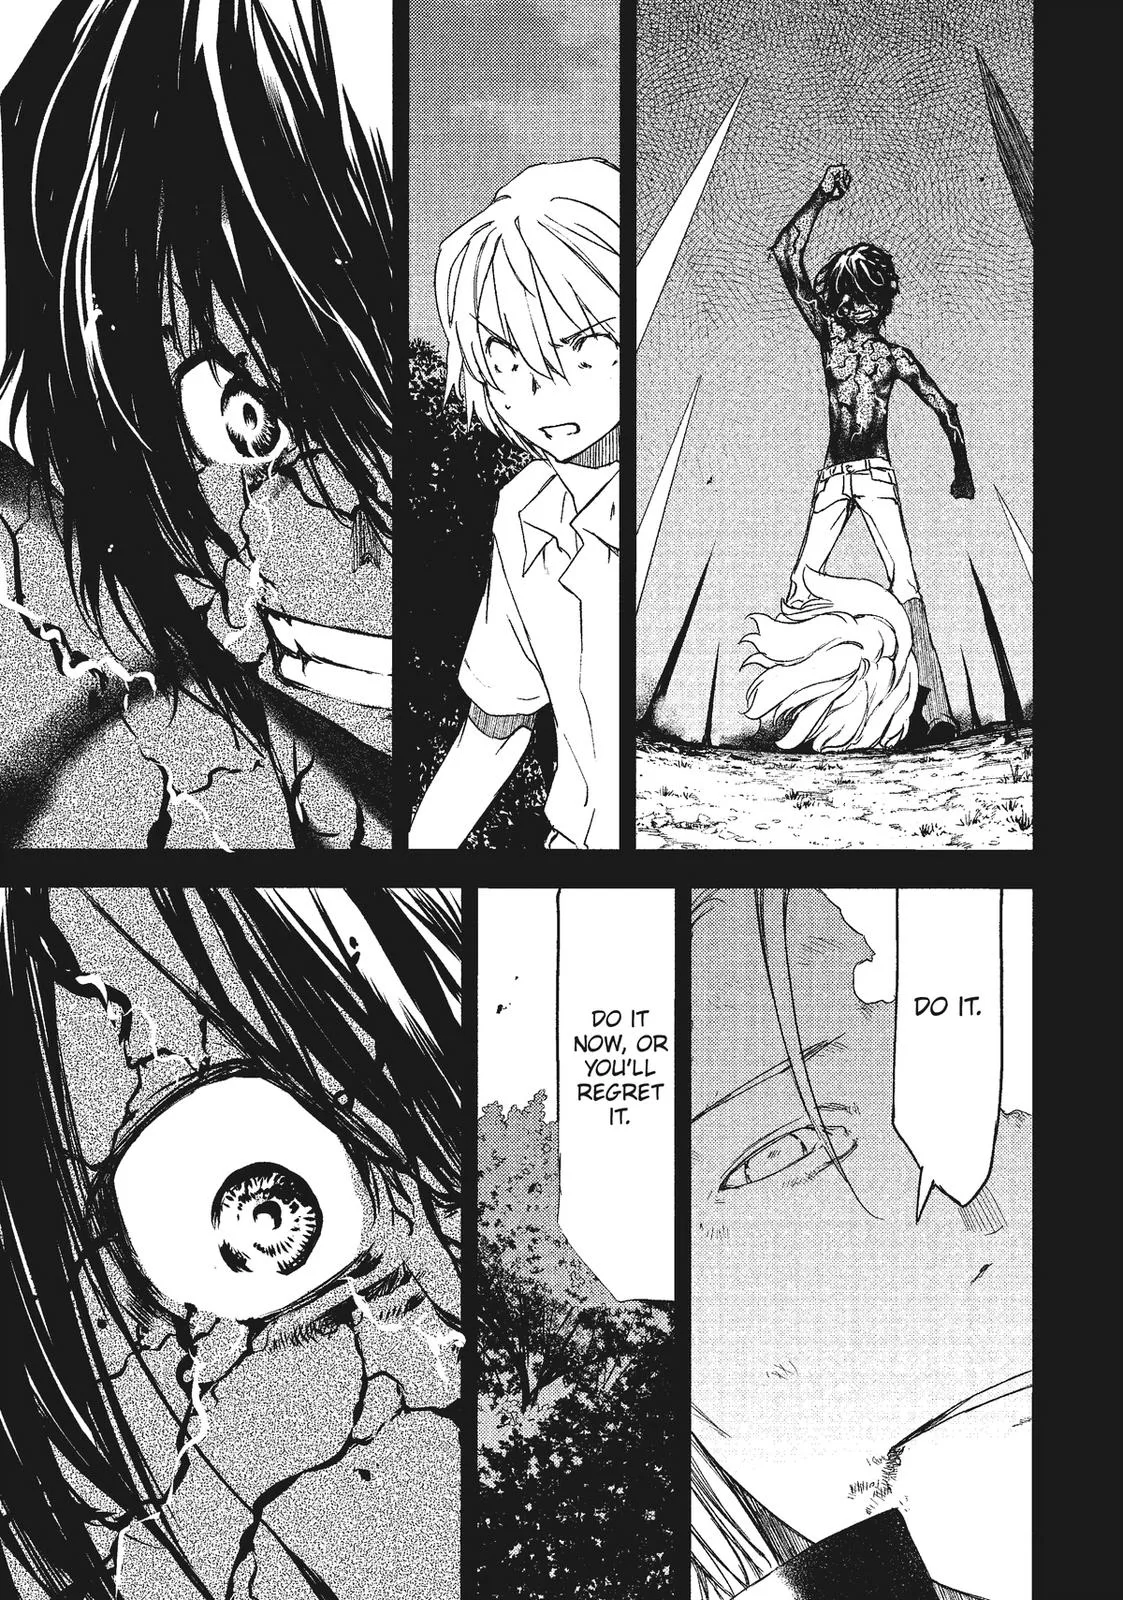 DO IT.
DO IT
NOW, OR
YOU'LL
REGRET
IT.